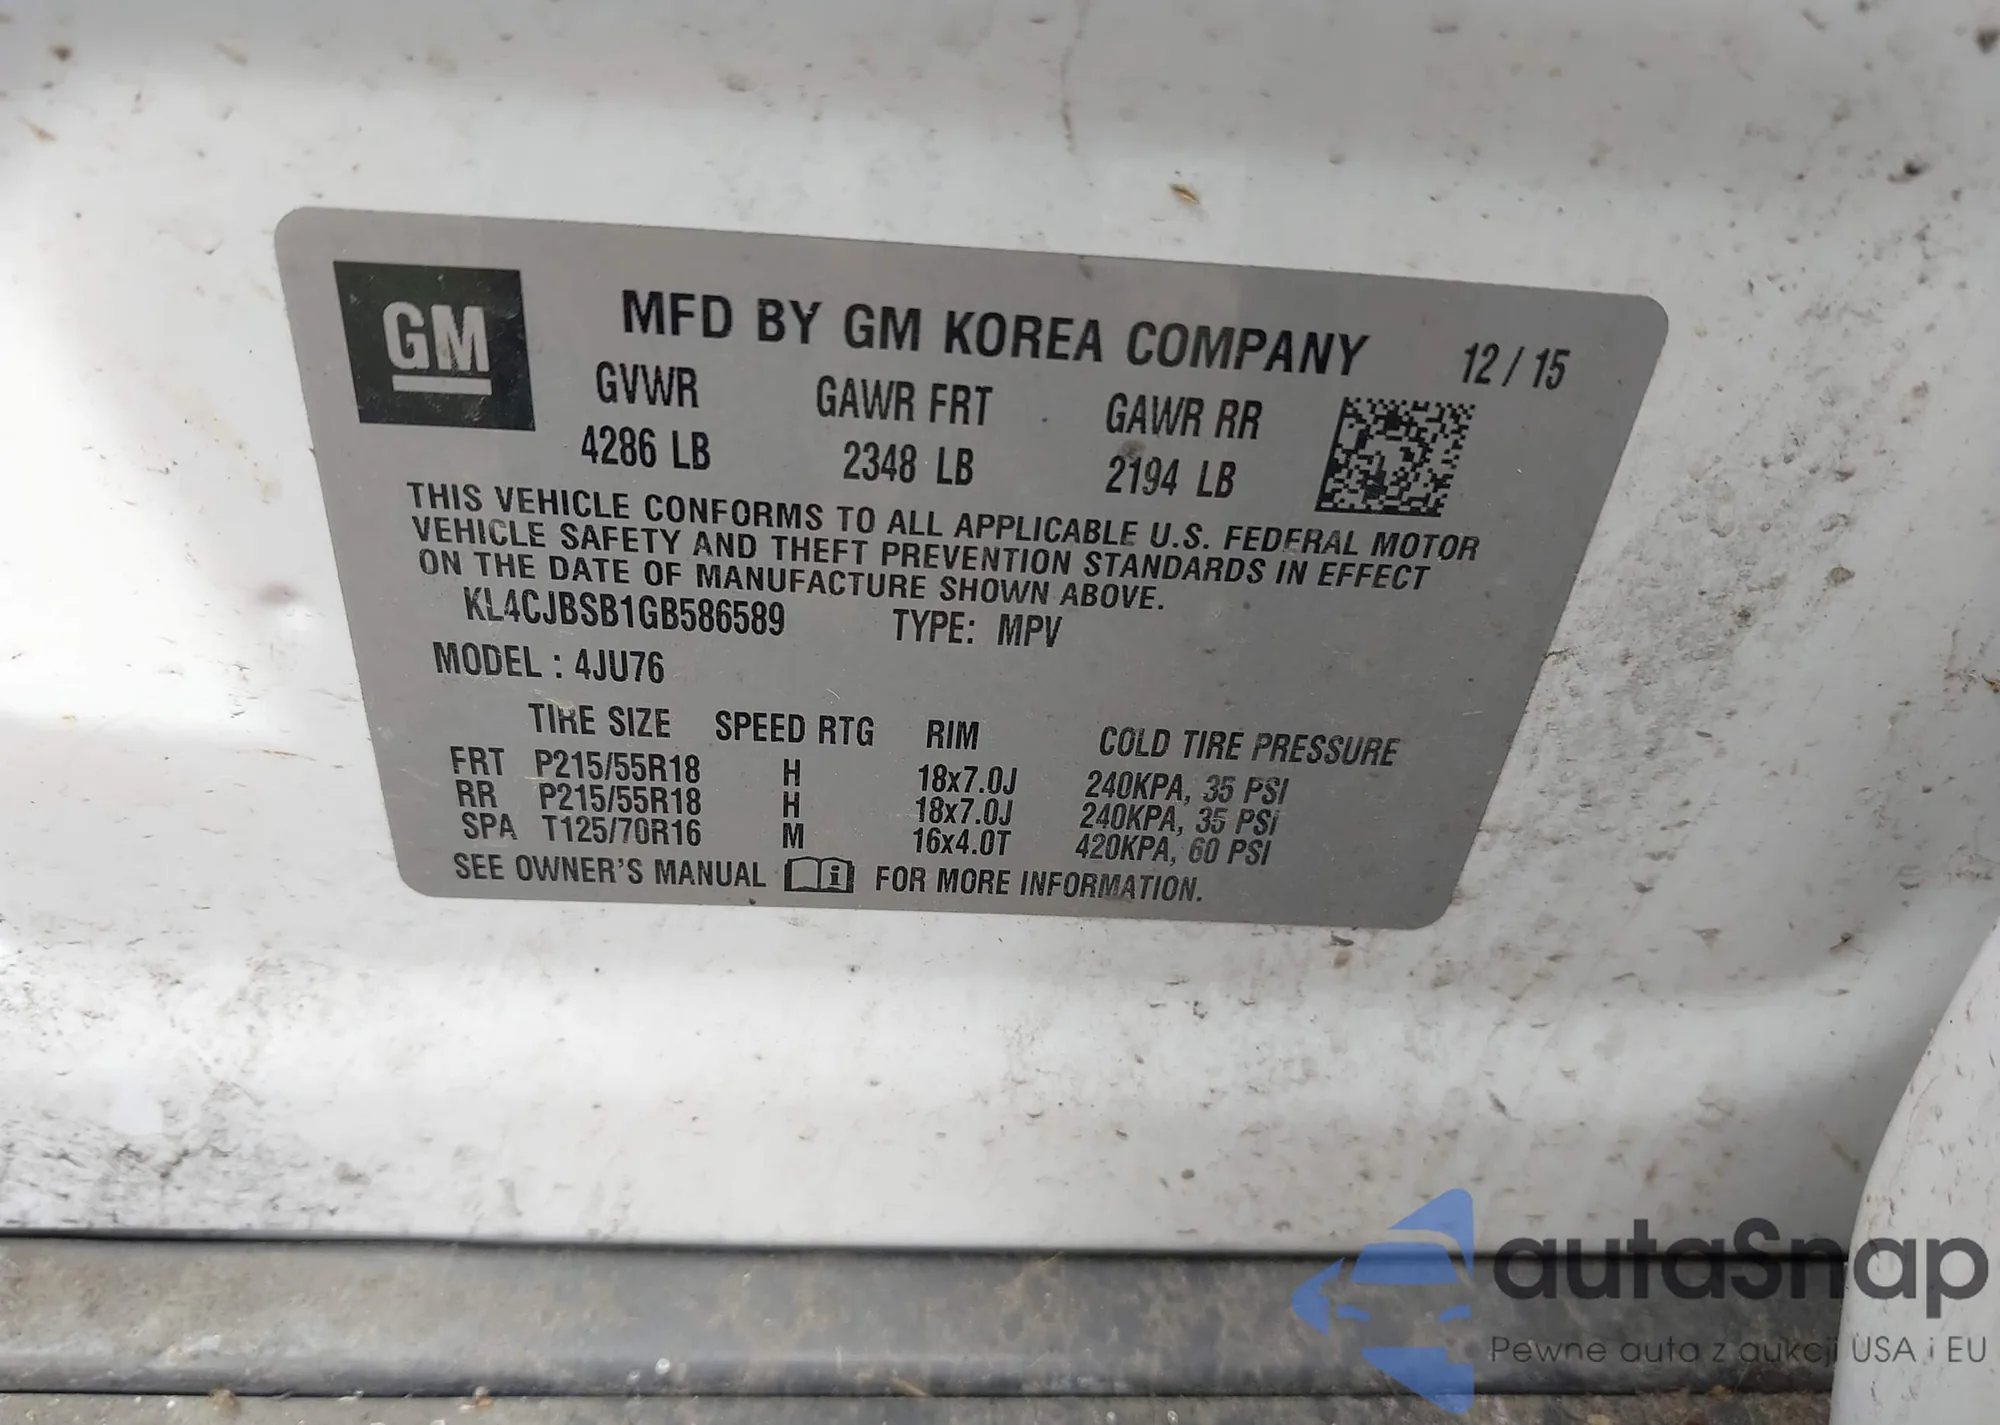 GM
MFD BY GM KOREA COMPANY 12/15
GVWR GAWR FRT GAWR RR
4286 LB 2348 LB 2194 LB
THIS VEHICLE CONFORMS TO ALL APPLICABLE U.S. FEDERAL MOTOR
VEHICLE SAFETY AND THEFT PREVENTION STANDARDS IN EFFECT
ON THE DATE OF MANUFACTURE SHOWN ABOVE.
KL4CJBSB1GB586589 TYPE: MPV
MODEL : 4JU76
TIRE SIZE SPEED RTG RIM COLD TIRE PRESSURE
FRT P215/55R18 H 18x7.0J 240KPA, 35 PSI
RR P215/55R18 H 18x7.0J 240KPA, 35 PSI
SPA T125/70R16 M 16x4.0T 420KPA, 60 PSI
SEE OWNER'S MANUAL i FOR MORE INFORMATION.
autaSnap
Pewne auta z aukcji USA i EU